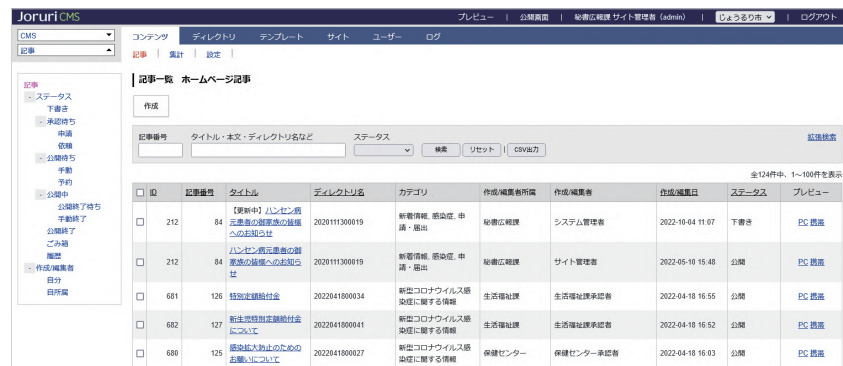 Joruri CMS
プレビュー | 公開画面 | 秘書広報課 サイト管理者 (admin) | じょうるり市 | ログアウト
CMS
記事
コンテンツ ディレクトリ テンプレート サイト ユーザー ログ
記事 | 集計 | 設定 |
記事
ステータス
下書き
承認待ち
申請
依頼
公開待ち
手動
予約
公開中
公開終了待ち
手動終了
公開終了
ごみ箱
履歴
作成/編集者
自分
自所属
記事一覧 ホームページ記事
作成
記事番号 タイトル・本文・ディレクトリ名など ステータス
検索 リセット | CSV出力
拡張検索
全124件中、1~100件を表示
ID 記事番号 タイトル ディレクトリ名 カテゴリ 作成/編集者所属 作成/編集者 作成/編集日 ステータス プレビュー
212 84 【更新中】ハンセン病元患者の御家族の皆様へのお知らせ 2020111300019 新着情報, 感染症, 申請・届出 秘書広報課 システム管理者 2022-10-04 11:07 下書き PC 携帯
212 84 ハンセン病元患者の御家族の皆様へのお知らせ 2020111300019 新着情報, 感染症, 申請・届出 秘書広報課 サイト管理者 2022-05-10 15:48 公開 PC 携帯
681 126 特別定額給付金 2022041800034 新型コロナウイルス感染症に関する情報 生活福祉課 生活福祉課承認者 2022-04-18 16:55 公開 PC 携帯
682 127 新生児特別定額給付金について 2022041800041 新型コロナウイルス感染症に関する情報 生活福祉課 生活福祉課承認者 2022-04-18 16:52 公開 PC 携帯
680 125 感染拡大防止のためのお願いについて 2022041800027 新型コロナウイルス感染症に関する情報 保健センター 保健センター承認者 2022-04-18 16:03 公開 PC 携帯